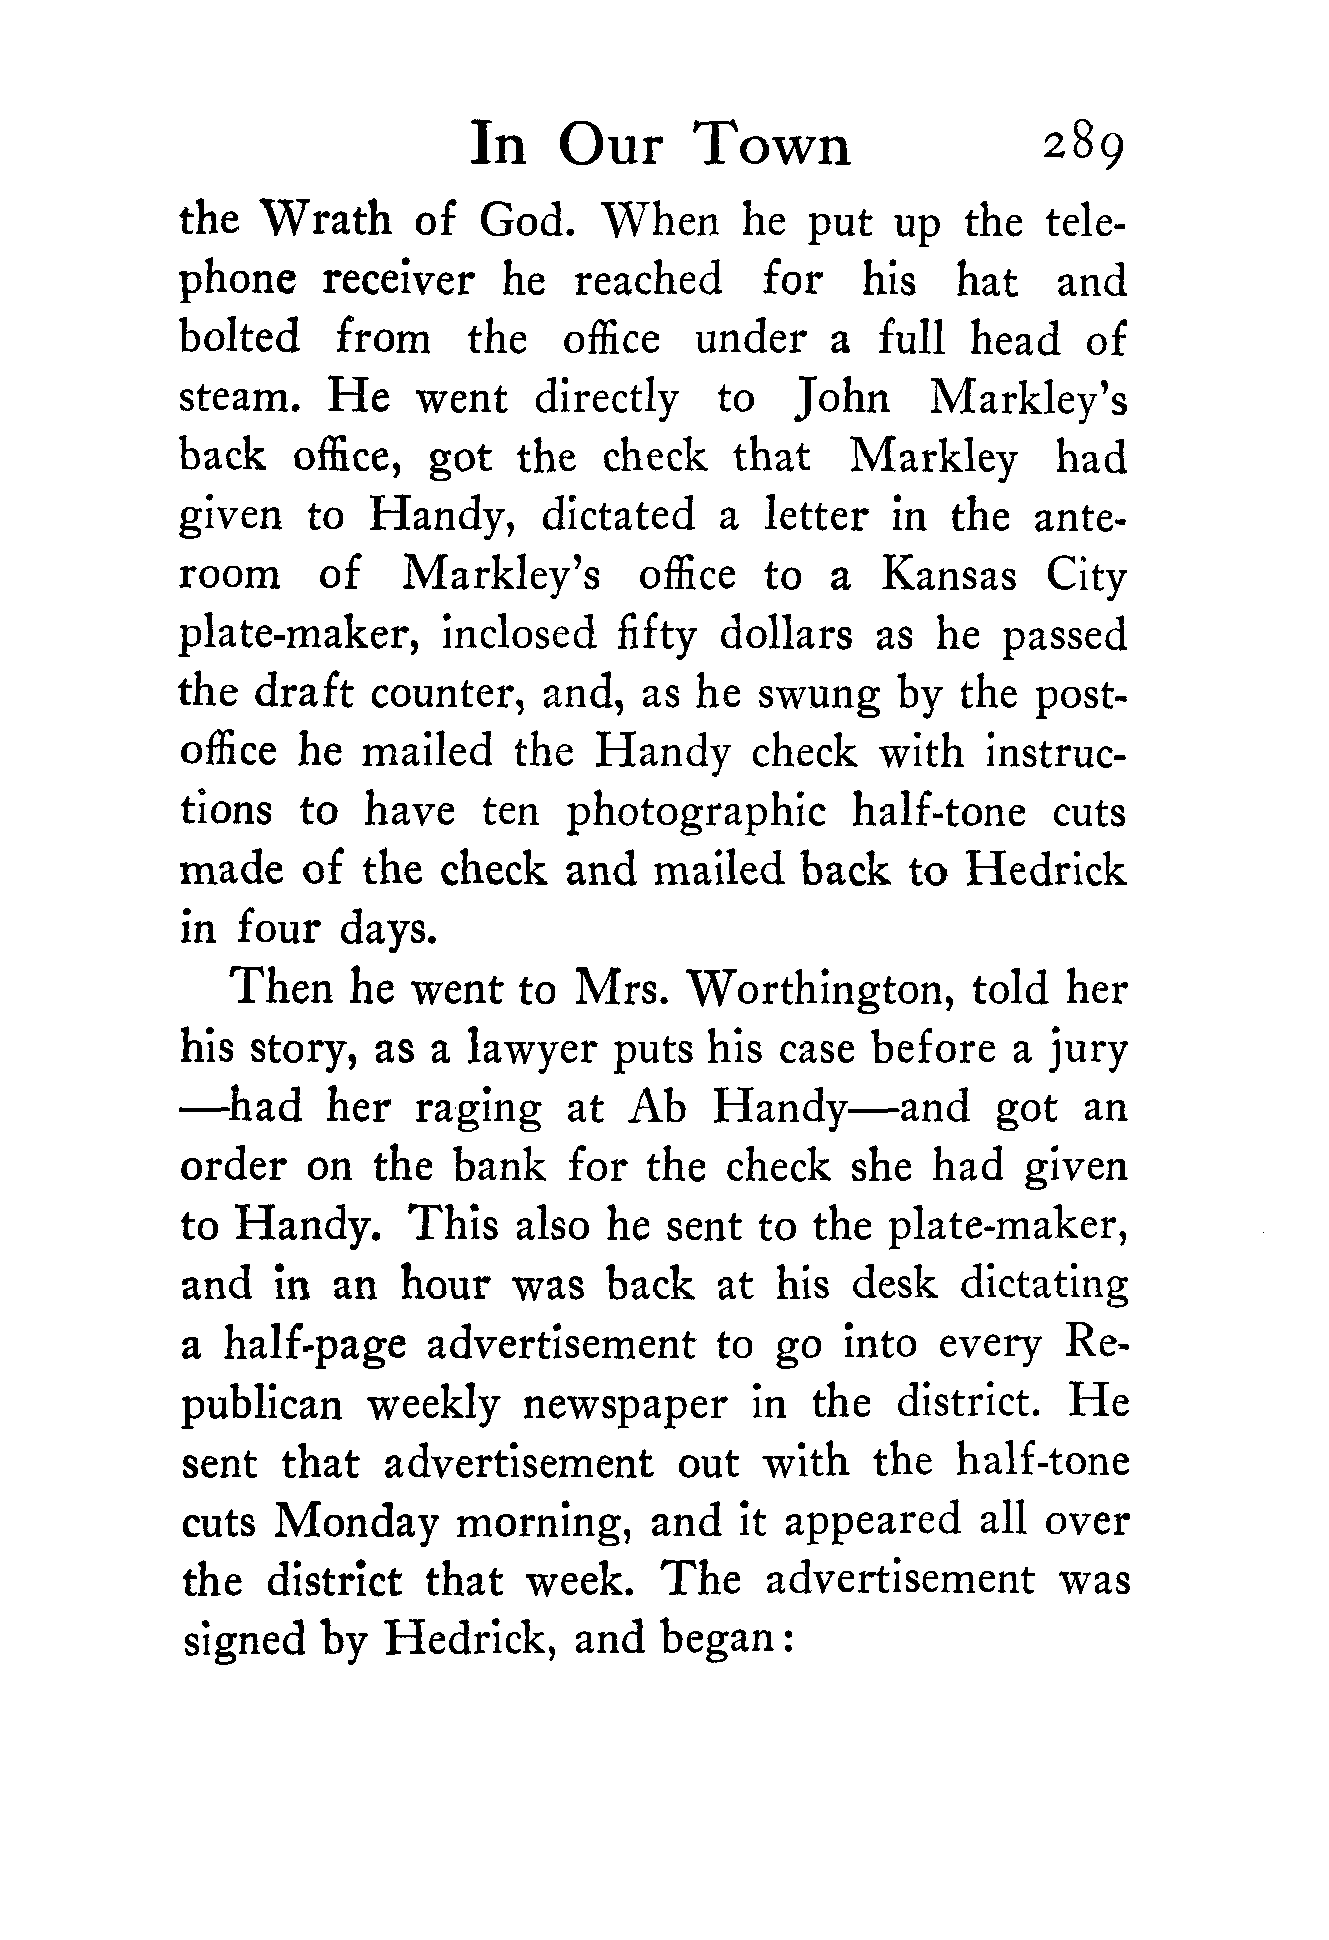 In Our Town 289
the Wrath of God. When he put up the tele-
phone receiver he reached for his hat and
bolted from the office under a full head of
steam. He went directly to John Markley's
back office, got the check that Markley had
given to Handy, dictated a letter in the ante-
room of Markley's office to a Kansas City
plate-maker, inclosed fifty dollars as he passed
the draft counter, and, as he swung by the post-
office he mailed the Handy check with instruc-
tions to have ten photographic half-tone cuts
made of the check and mailed back to Hedrick
in four days.
Then he went to Mrs. Worthington, told her
his story, as a lawyer puts his case before a jury
—had her raging at Ab Handy—and got an
order on the bank for the check she had given
to Handy. This also he sent to the plate-maker,
and in an hour was back at his desk dictating
a half-page advertisement to go into every Re-
publican weekly newspaper in the district. He
sent that advertisement out with the half-tone
cuts Monday morning, and it appeared all over
the district that week. The advertisement was
signed by Hedrick, and began: